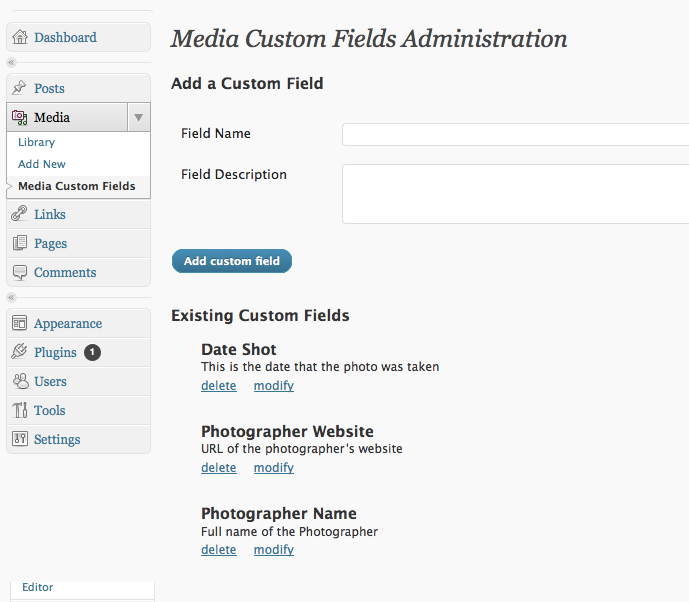 Dashboard
Posts
Media
Library
Add New
Media Custom Fields
Links
Pages
Comments
Appearance
Plugins 1
Users
Tools
Settings
Editor
Media Custom Fields Administration
Add a Custom Field
Field Name
Field Description
Add custom field
Existing Custom Fields
Date Shot
This is the date that the photo was taken
delete modify
Photographer Website
URL of the photographer's website
delete modify
Photographer Name
Full name of the Photographer
delete modify